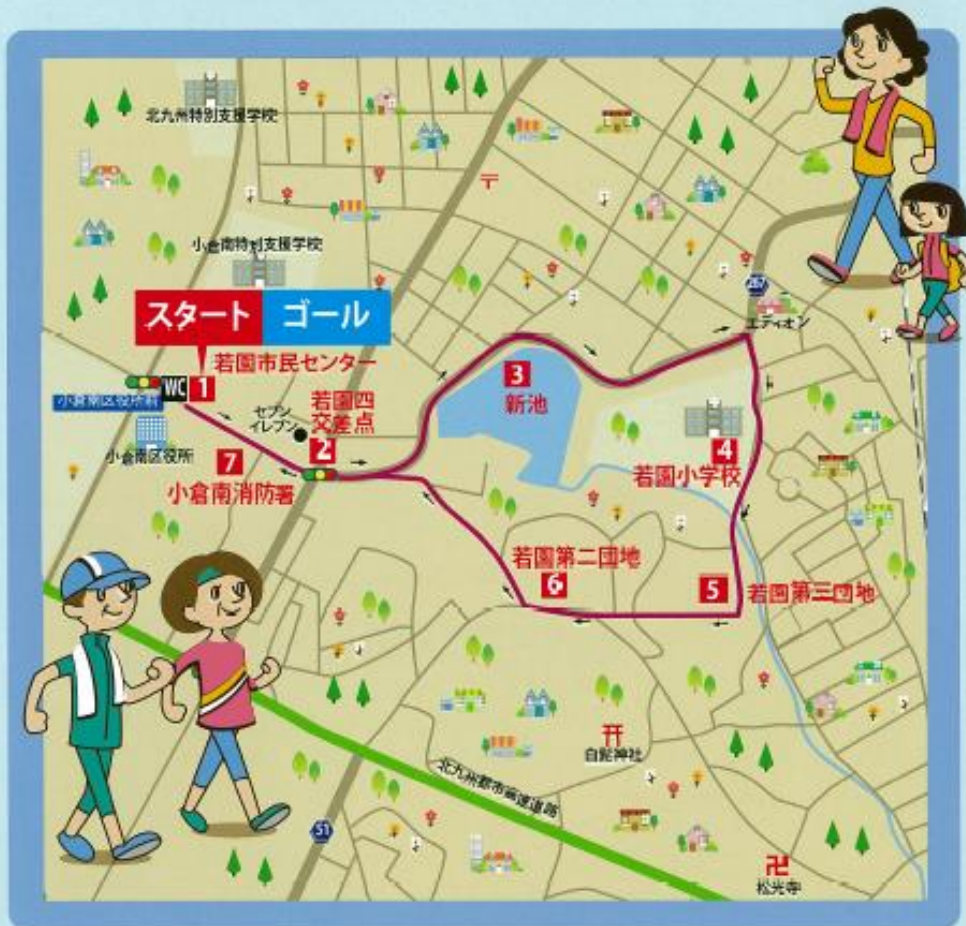 北九州特別支援学校
〒
小倉南特別支援学校
スタート ゴール
267
エディオン
若園市民センター
WC
1
小倉南区役所前
3
新池
セブン
イレブン
若園四
交差点
2
小倉南区役所
7
小倉南消防署
4
若園小学校
若園第二団地
6
5
若園第三団地
白髭神社
北九州都市高速道路
51
卍
松光寺